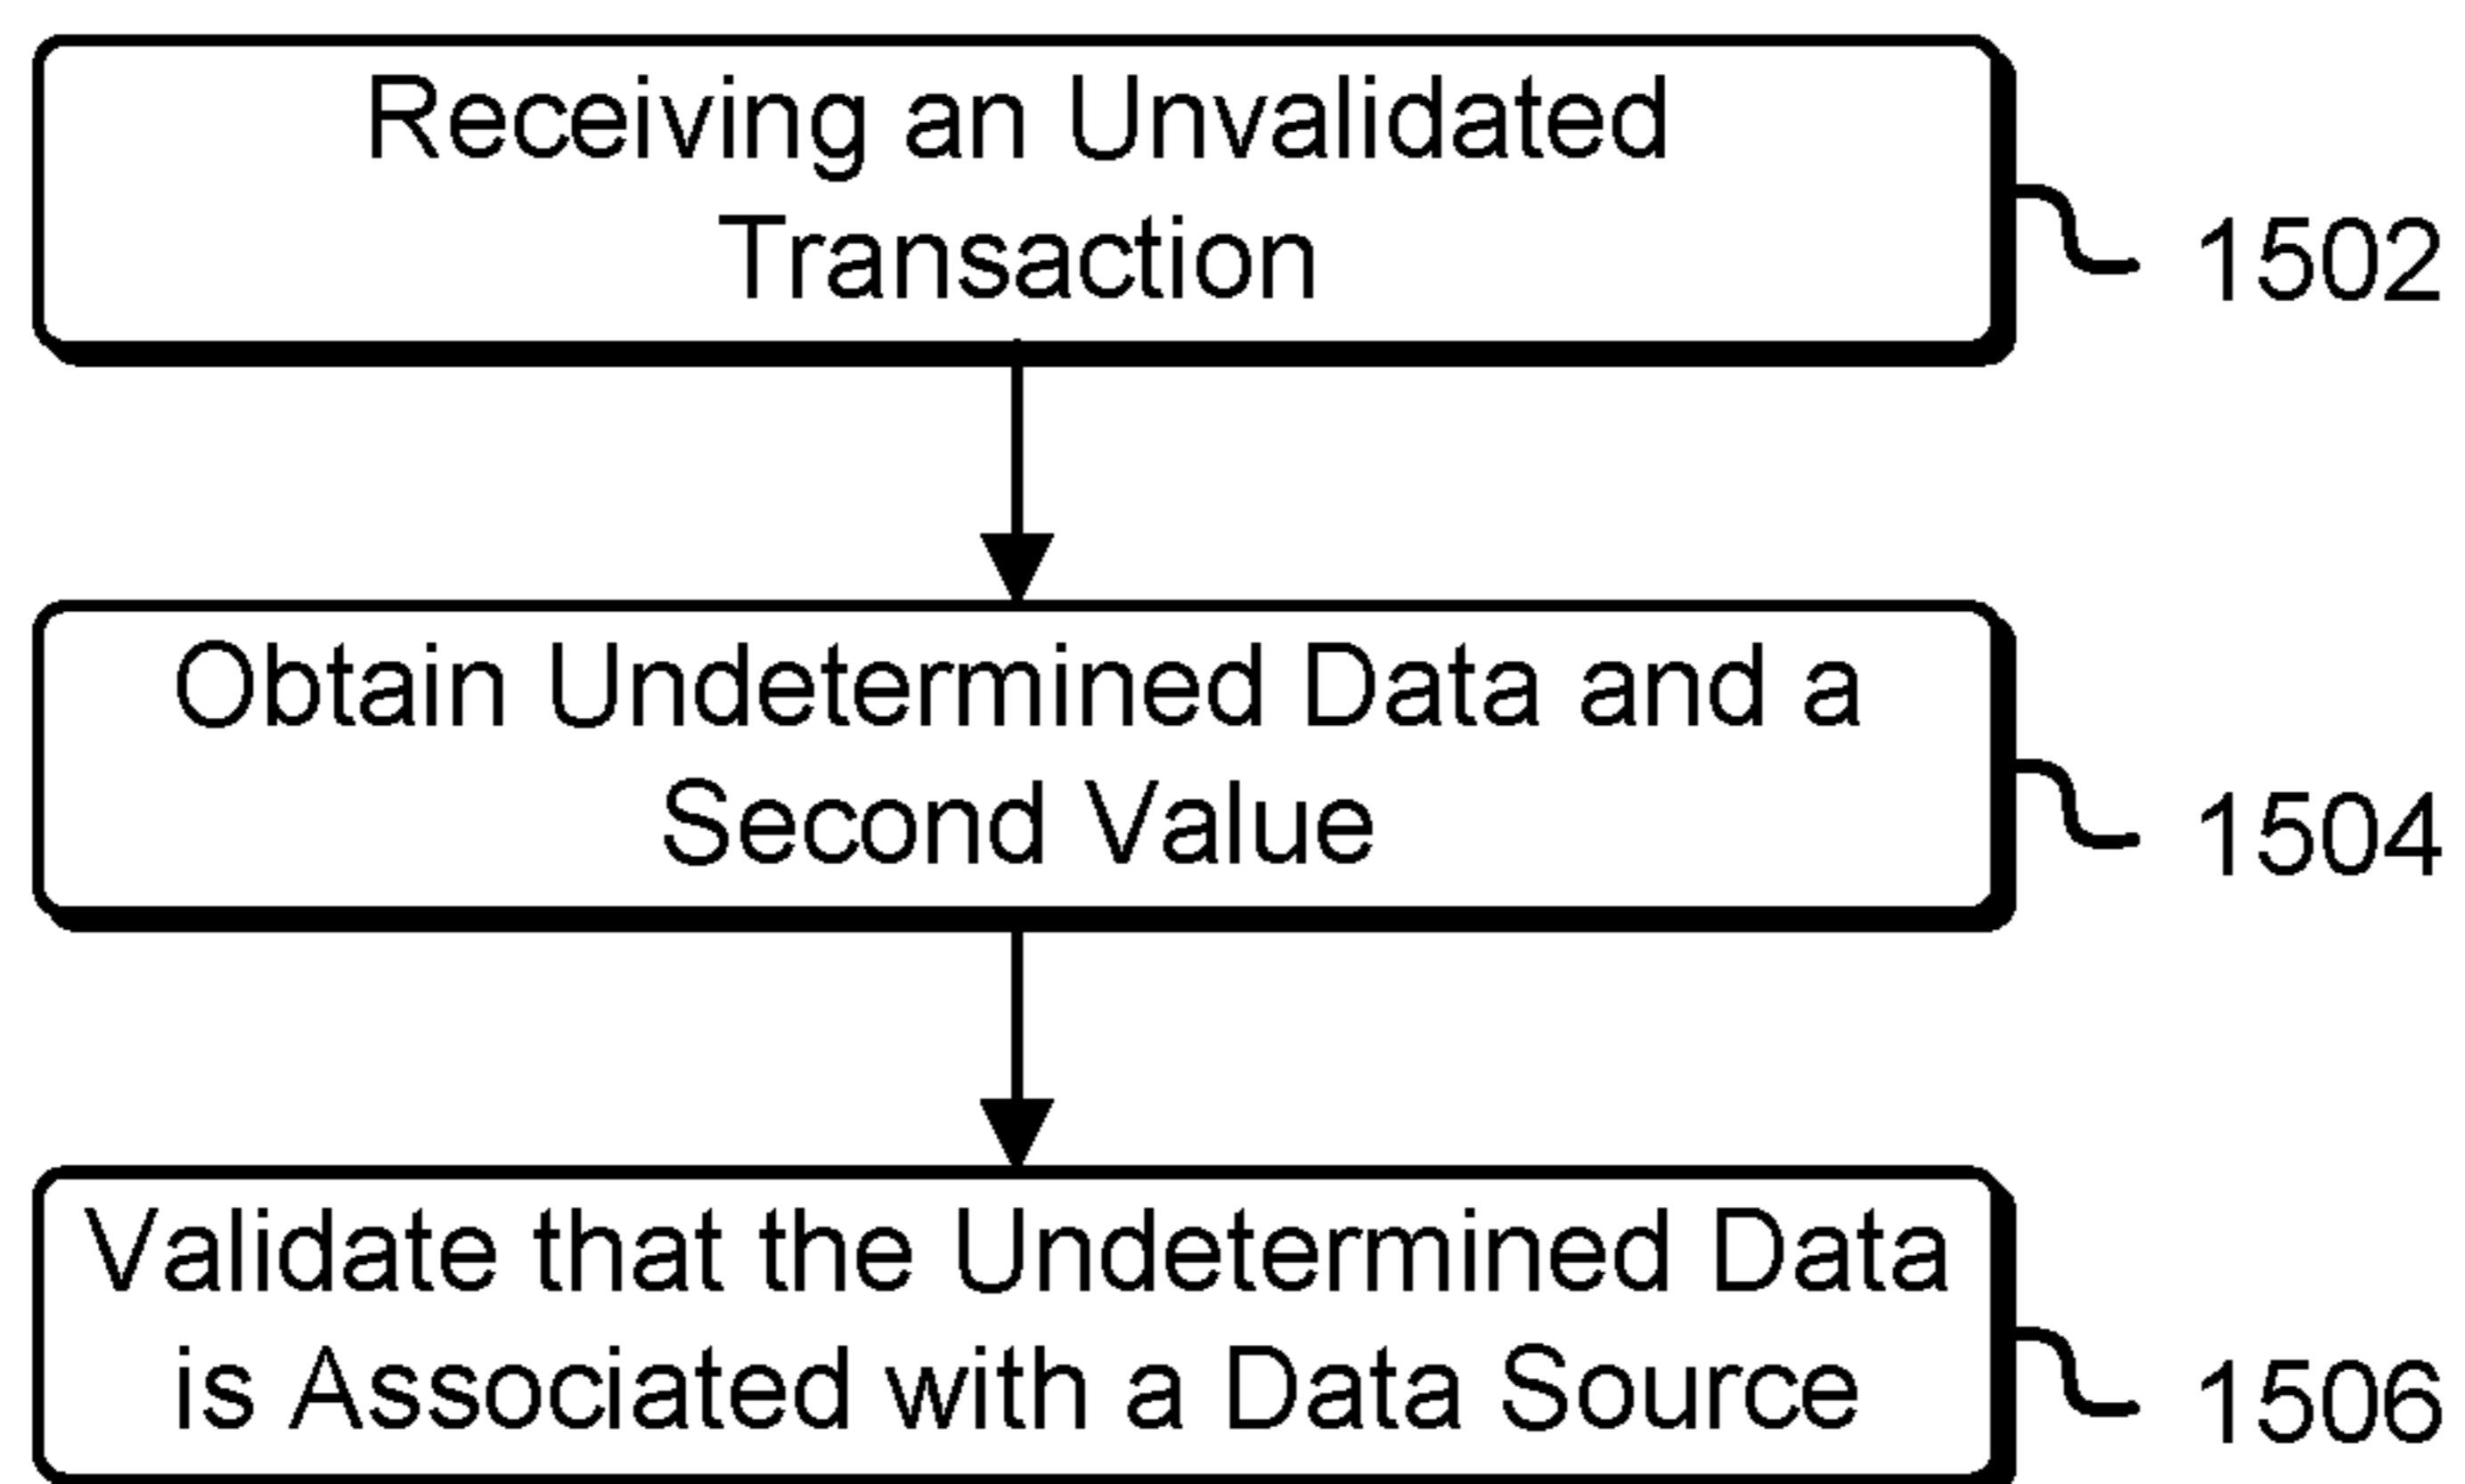 Receiving an Unvalidated
Transaction
1502
Obtain Undetermined Data and a
Second Value
1504
Validate that the Undetermined Data
is Associated with a Data Source
1506